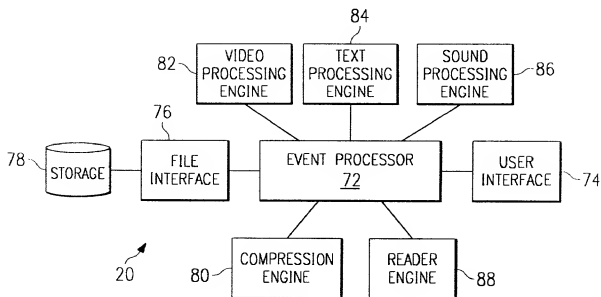 84
82
VIDEO
PROCESSING
ENGINE
TEXT
PROCESSING
ENGINE
SOUND
PROCESSING
ENGINE
86
76
78
STORAGE
FILE
INTERFACE
EVENT PROCESSOR
72
USER
INTERFACE
74
20
80
COMPRESSION
ENGINE
READER
ENGINE
88